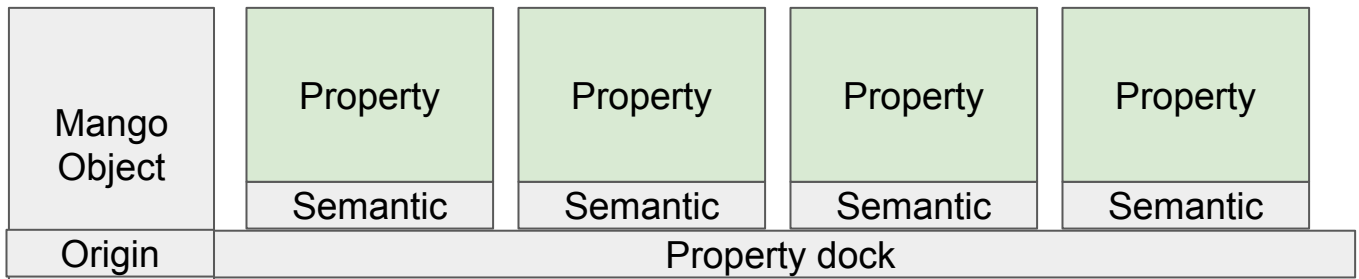 Mango
Object
Property
Property
Property
Property
Semantic
Semantic
Semantic
Semantic
Origin
Property dock